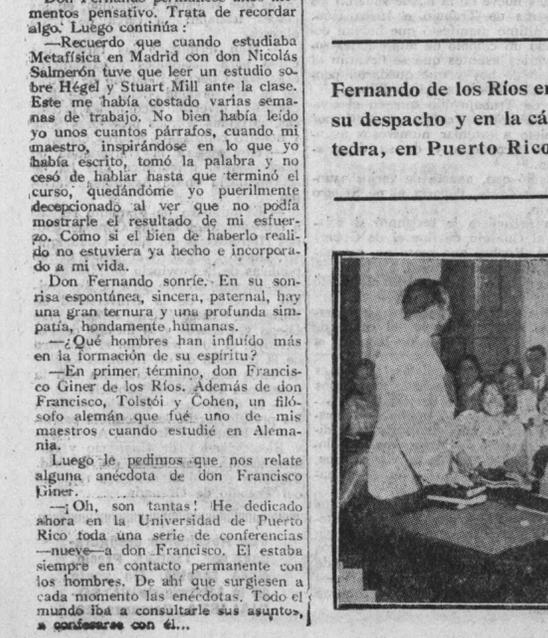 Don Fernando permanece unos mo-
mentos pensativo. Trata de recordar
algo. Luego continúa :
—Recuerdo que cuando estudiaba
Metafísica en Madrid con don Nicolás
Salmerón tuve que leer un estudio so-
bre Hégel y Stuart Mill ante la clase.
Este me había costado varias sema-
nas de trabajo. No bien había leído
yo unos cuantos párrafos, cuando mi
maestro, inspirándose en lo que yo
había escrito, tomó la palabra y no
cesó de hablar hasta que terminó el
curso, quedándome yo puerilmente
decepcionado al ver que no podía
mostrarle el resultado de mi esfuer-
zo. Como si el bien de haberlo reali-
do no estuviera ya hecho e incorpora-
do a mi vida.
Don Fernando sonríe. En su son-
risa espontánea, sincera, paternal, hay
una gran ternura y una profunda sim-
patía, hondamente humanas.
—¿Qué hombres han influído más
en la formación de su espíritu?
—En primer término, don Francis-
co Giner de los Ríos. Además de don
Francisco, Tolstói y Cohen, un filó-
sofo alemán que fué uno de mis
maestros cuando estudié en Alema-
nia.
Luego le pedimos que nos relate
alguna anécdota de don Francisco
Giner.
—¡Oh, son tantas! He dedicado
ahora en la Universidad de Puerto
Rico toda una serie de conferencias
—nueve—a don Francisco. El estaba
siempre en contacto permanente con
los hombres. De ahí que surgiesen a
cada momento las anécdotas. Todo el
mundo iba a consultarle sus asuntos,
a confesarse con él...
Fernando de los Ríos en
su despacho y en la cá-
tedra, en Puerto Rico